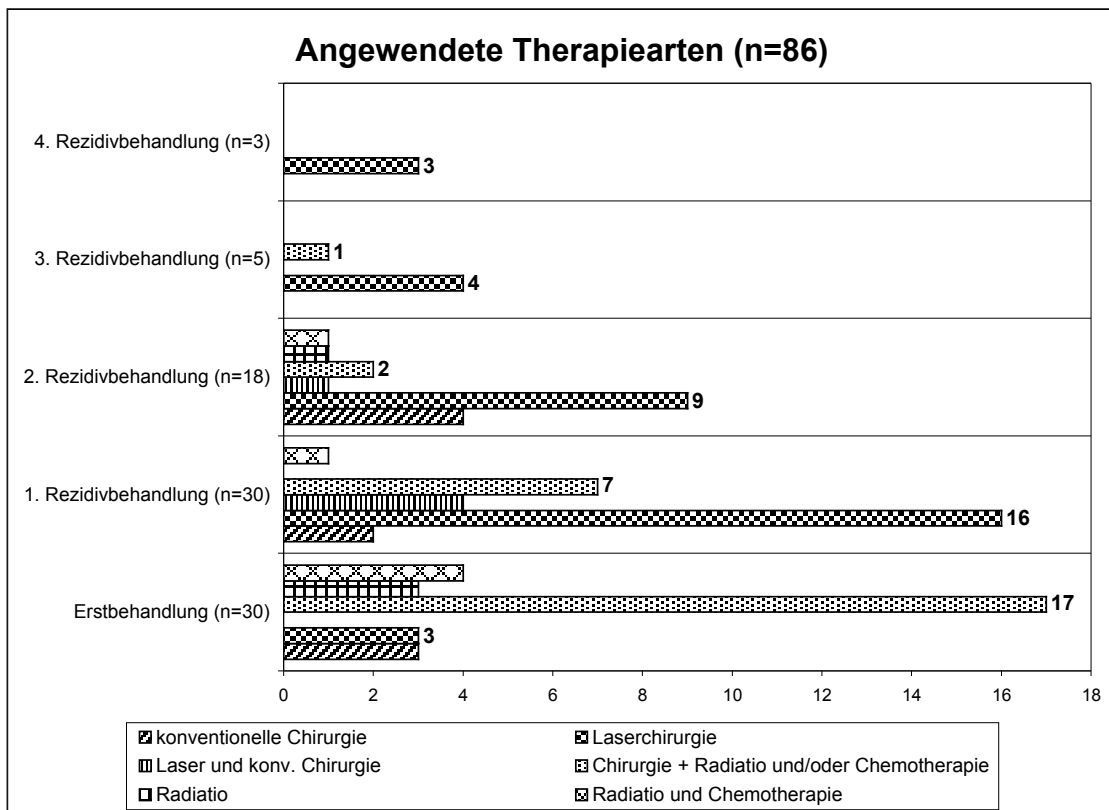 Angewendete Therapiearten (n=86)
4. Rezidivbehandlung (n=3)
3
3. Rezidivbehandlung (n=5)
1
4
2. Rezidivbehandlung (n=18)
2
9
1. Rezidivbehandlung (n=30)
7
16
Erstbehandlung (n=30)
17
3
0 2 4 6 8 10 12 14 16 18
konventionelle Chirurgie Laserchirurgie
Laser und konv. Chirurgie Chirurgie + Radiatio und/oder Chemotherapie
Radiatio Radiatio und Chemotherapie